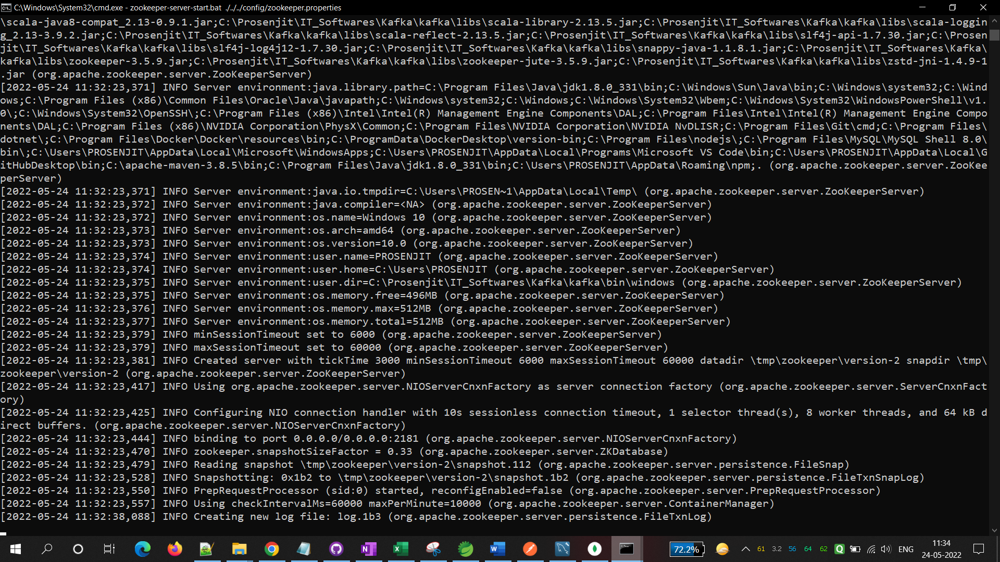 C:\Windows\System32\cmd.exe - zookeeper-server-start.bat ./../../config/zookeeper.properties
\scala-java8-compat_2.13-0.9.1.jar;C:\Prosenjit\IT_Softwares\Kafka\kafka\libs\scala-library-2.13.5.jar;C:\Prosenjit\IT_Softwares\Kafka\kafka\libs\scala-loggin
g_2.13-3.9.2.jar;C:\Prosenjit\IT_Softwares\Kafka\kafka\libs\scala-reflect-2.13.5.jar;C:\Prosenjit\IT_Softwares\Kafka\kafka\libs\slf4j-api-1.7.30.jar;C:\Prosen
jit\IT_Softwares\Kafka\kafka\libs\slf4j-log4j12-1.7.30.jar;C:\Prosenjit\IT_Softwares\Kafka\kafka\libs\snappy-java-1.1.8.1.jar;C:\Prosenjit\IT_Softwares\Kafka\
kafka\libs\zookeeper-3.5.9.jar;C:\Prosenjit\IT_Softwares\Kafka\kafka\libs\zookeeper-jute-3.5.9.jar;C:\Prosenjit\IT_Softwares\Kafka\kafka\libs\zstd-jni-1.4.9-1
.jar (org.apache.zookeeper.server.ZooKeeperServer)
[2022-05-24 11:32:23,371] INFO Server environment:java.library.path=C:\Program Files\Java\jdk1.8.0_331\bin;C:\Windows\Sun\Java\bin;C:\Windows\system32;C:\Wind
ows;C:\Program Files (x86)\Common Files\Oracle\Java\javapath;C:\Windows\system32;C:\Windows;C:\Windows\System32\Wbem;C:\Windows\System32\WindowsPowerShell\v1.
0\;C:\Windows\System32\OpenSSH\;C:\Program Files (x86)\Intel\Intel(R) Management Engine Components\DAL;C:\Program Files\Intel\Intel(R) Management Engine Compo
nents\DAL;C:\Program Files (x86)\NVIDIA Corporation\PhysX\Common;C:\Program Files\NVIDIA Corporation\NVIDIA NvDLISR;C:\Program Files\Git\cmd;C:\Program Files\
dotnet\;C:\Program Files\Docker\Docker\resources\bin;C:\ProgramData\DockerDesktop\version-bin;C:\Program Files\nodejs\;C:\Program Files\MySQL\MySQL Shell 8.0\
bin\;C:\Users\PROSENJIT\AppData\Local\Microsoft\WindowsApps;C:\Users\PROSENJIT\AppData\Local\Programs\Microsoft VS Code\bin;C:\Users\PROSENJIT\AppData\Local\G
itHubDesktop\bin;C:\apache-maven-3.8.5\bin;C:\Program Files\Java\jdk1.8.0_331\bin;C:\Users\PROSENJIT\AppData\Roaming\npm;. (org.apache.zookeeper.server.ZooKee
perServer)
[2022-05-24 11:32:23,371] INFO Server environment:java.io.tmpdir=C:\Users\PROSEN~1\AppData\Local\Temp\ (org.apache.zookeeper.server.ZooKeeperServer)
[2022-05-24 11:32:23,372] INFO Server environment:java.compiler=<NA> (org.apache.zookeeper.server.ZooKeeperServer)
[2022-05-24 11:32:23,372] INFO Server environment:os.name=Windows 10 (org.apache.zookeeper.server.ZooKeeperServer)
[2022-05-24 11:32:23,373] INFO Server environment:os.arch=amd64 (org.apache.zookeeper.server.ZooKeeperServer)
[2022-05-24 11:32:23,373] INFO Server environment:os.version=10.0 (org.apache.zookeeper.server.ZooKeeperServer)
[2022-05-24 11:32:23,374] INFO Server environment:user.name=PROSENJIT (org.apache.zookeeper.server.ZooKeeperServer)
[2022-05-24 11:32:23,374] INFO Server environment:user.home=C:\Users\PROSENJIT (org.apache.zookeeper.server.ZooKeeperServer)
[2022-05-24 11:32:23,375] INFO Server environment:user.dir=C:\Prosenjit\IT_Softwares\Kafka\kafka\bin\windows (org.apache.zookeeper.server.ZooKeeperServer)
[2022-05-24 11:32:23,375] INFO Server environment:os.memory.free=496MB (org.apache.zookeeper.server.ZooKeeperServer)
[2022-05-24 11:32:23,376] INFO Server environment:os.memory.max=512MB (org.apache.zookeeper.server.ZooKeeperServer)
[2022-05-24 11:32:23,377] INFO Server environment:os.memory.total=512MB (org.apache.zookeeper.server.ZooKeeperServer)
[2022-05-24 11:32:23,379] INFO minSessionTimeout set to 6000 (org.apache.zookeeper.server.ZooKeeperServer)
[2022-05-24 11:32:23,379] INFO maxSessionTimeout set to 60000 (org.apache.zookeeper.server.ZooKeeperServer)
[2022-05-24 11:32:23,381] INFO Created server with tickTime 3000 minSessionTimeout 6000 maxSessionTimeout 60000 datadir \tmp\zookeeper\version-2 snapdir \tmp\
zookeeper\version-2 (org.apache.zookeeper.server.ZooKeeperServer)
[2022-05-24 11:32:23,417] INFO Using org.apache.zookeeper.server.NIOServerCnxnFactory as server connection factory (org.apache.zookeeper.server.ServerCnxnFact
ory)
[2022-05-24 11:32:23,425] INFO Configuring NIO connection handler with 10s sessionless connection timeout, 1 selector thread(s), 8 worker threads, and 64 kB d
irect buffers. (org.apache.zookeeper.server.NIOServerCnxnFactory)
[2022-05-24 11:32:23,444] INFO binding to port 0.0.0.0/0.0.0.0:2181 (org.apache.zookeeper.server.NIOServerCnxnFactory)
[2022-05-24 11:32:23,470] INFO zookeeper.snapshotSizeFactor = 0.33 (org.apache.zookeeper.server.ZKDatabase)
[2022-05-24 11:32:23,479] INFO Reading snapshot \tmp\zookeeper\version-2\snapshot.112 (org.apache.zookeeper.server.persistence.FileSnap)
[2022-05-24 11:32:23,528] INFO Snapshotting: 0x1b2 to \tmp\zookeeper\version-2\snapshot.1b2 (org.apache.zookeeper.server.persistence.FileTxnSnapLog)
[2022-05-24 11:32:23,550] INFO PrepRequestProcessor (sid:0) started, reconfigEnabled=false (org.apache.zookeeper.server.PrepRequestProcessor)
[2022-05-24 11:32:23,557] INFO Using checkIntervalMs=60000 maxPerMinute=10000 (org.apache.zookeeper.server.ContainerManager)
[2022-05-24 11:32:38,088] INFO Creating new log file: log.1b3 (org.apache.zookeeper.server.persistence.FileTxnLog)
72.2% 61 3.2 56 64 62 ENG 11:34
24-05-2022